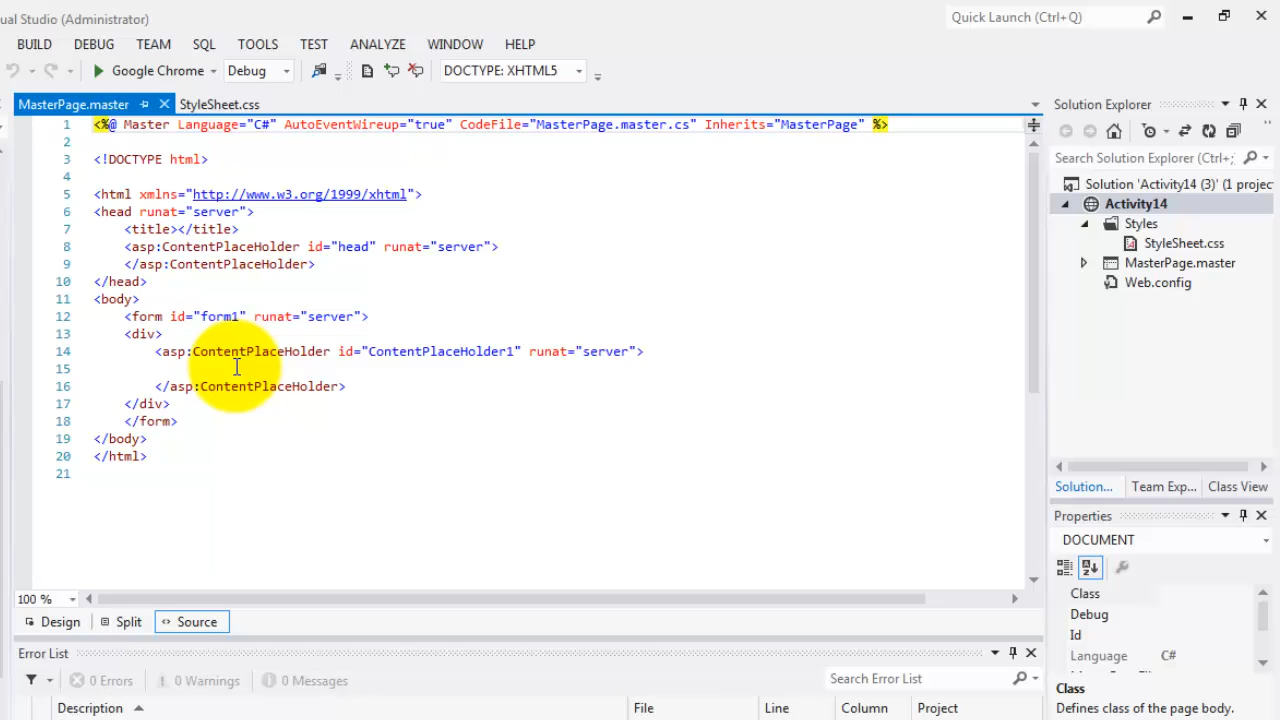 ual Studio (Administrator)
Quick Launch (Ctrl+Q)
BUILD DEBUG TEAM SQL TOOLS TEST ANALYZE WINDOW HELP
Google Chrome Debug DOCTYPE: XHTML5
MasterPage.master StyleSheet.css
1 <%@ Master Language="C#" AutoEventWireup="true" CodeFile="MasterPage.master.cs" Inherits="MasterPage" %>
2
3 <!DOCTYPE html>
4
5 <html xmlns="http://www.w3.org/1999/xhtml">
6 <head runat="server">
7 <title></title>
8 <asp:ContentPlaceHolder id="head" runat="server">
9 </asp:ContentPlaceHolder>
10 </head>
11 <body>
12 <form id="form1" runat="server">
13 <div>
14 <asp:ContentPlaceHolder id="ContentPlaceHolder1" runat="server">
15
16 </asp:ContentPlaceHolder>
17 </div>
18 </form>
19 </body>
20 </html>
21
100 %
Design Split Source
Error List
0 Errors 0 Warnings 0 Messages
Search Error List
Description File Line Column Project
Solution Explorer
Search Solution Explorer (Ctrl+;
Solution 'Activity14 (3)' (1 projec
Activity14
Styles
StyleSheet.css
MasterPage.master
Web.config
Solution... Team Exp... Class View
Properties
DOCUMENT
Class
Debug
Id
Language C#
Class
Defines class of the page body.